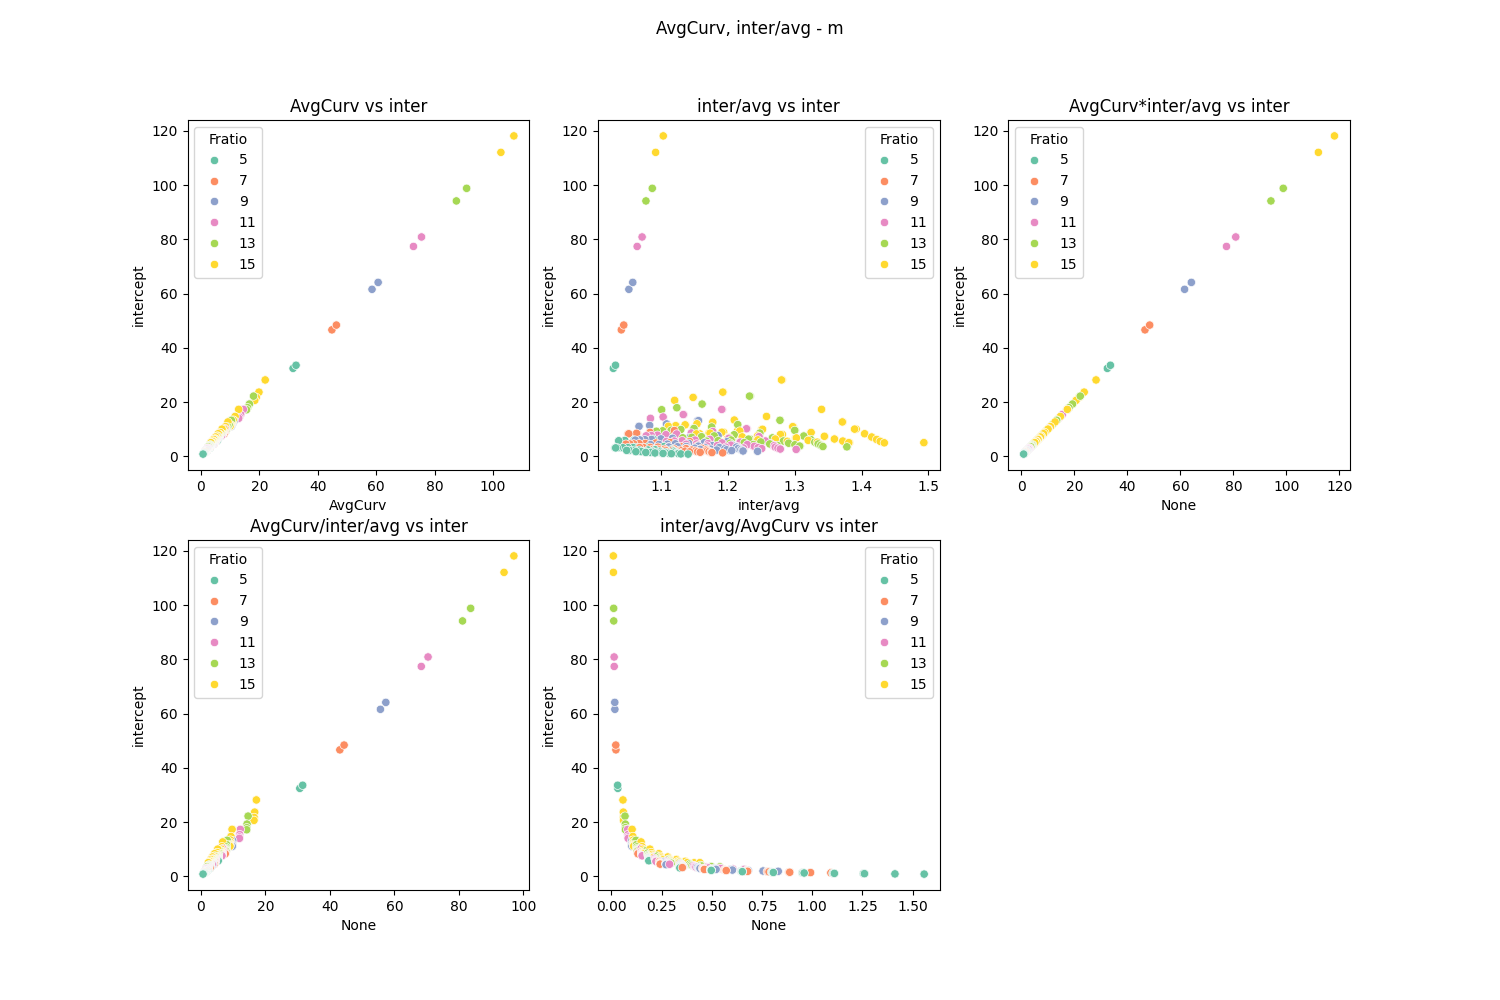 AvgCurv, inter/avg - m
AvgCurv vs inter
120
100
80
60
40
20
0
intercept
Fratio
5
7
9
11
13
15
0 20 40 60 80 100
AvgCurv
inter/avg vs inter
120
100
80
60
40
20
0
intercept
Fratio
5
7
9
11
13
15
1.1 1.2 1.3 1.4 1.5
inter/avg
AvgCurv*inter/avg vs inter
120
100
80
60
40
20
0
intercept
Fratio
5
7
9
11
13
15
0 20 40 60 80 100 120
None
AvgCurv/inter/avg vs inter
120
100
80
60
40
20
0
intercept
Fratio
5
7
9
11
13
15
0 20 40 60 80 100
None
inter/avg/AvgCurv vs inter
120
100
80
60
40
20
0
intercept
Fratio
5
7
9
11
13
15
0.00 0.25 0.50 0.75 1.00 1.25 1.50
None